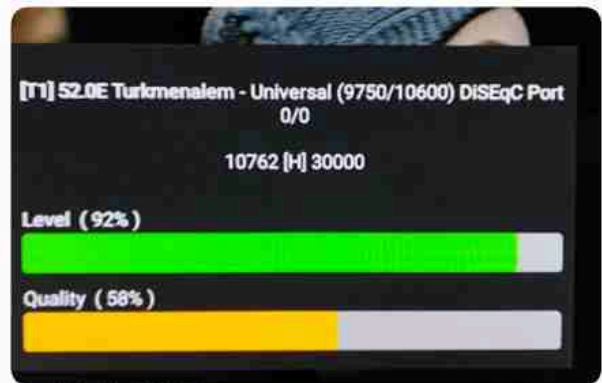 [T1] 52.0E Turkmenalem - Universal (9750/10600) DiSEqC Port
0/0
10762 [H] 30000
Level ( 92% )
Quality ( 58% )